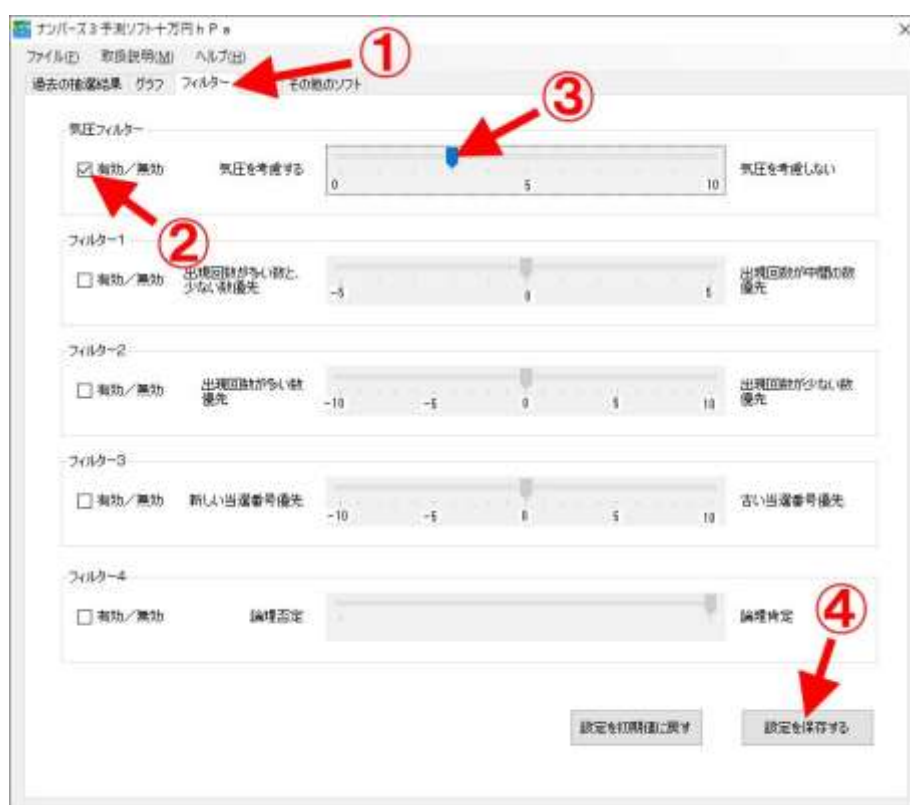 ナンバーズ3予測ソフト十万円hPa
ファイル(F) 取扱説明(M) ヘルプ(H)
①
過去の抽選結果 グラフ フィルター その他のソフト
③
気圧フィルター
有効/無効 気圧を考慮する 0 5 10 気圧を考慮しない
②
フィルター1
有効/無効 出現回数が多い数と、少ない数優先 -5 0 5 出現回数が中間の数優先
フィルター2
有効/無効 出現回数が多い数優先 -10 -5 0 5 10 出現回数が少ない数優先
フィルター3
有効/無効 新しい当選番号優先 -10 -5 0 5 10 古い当選番号優先
フィルター4
有効/無効 論理否定 論理肯定
④
設定を初期値に戻す 設定を保存する